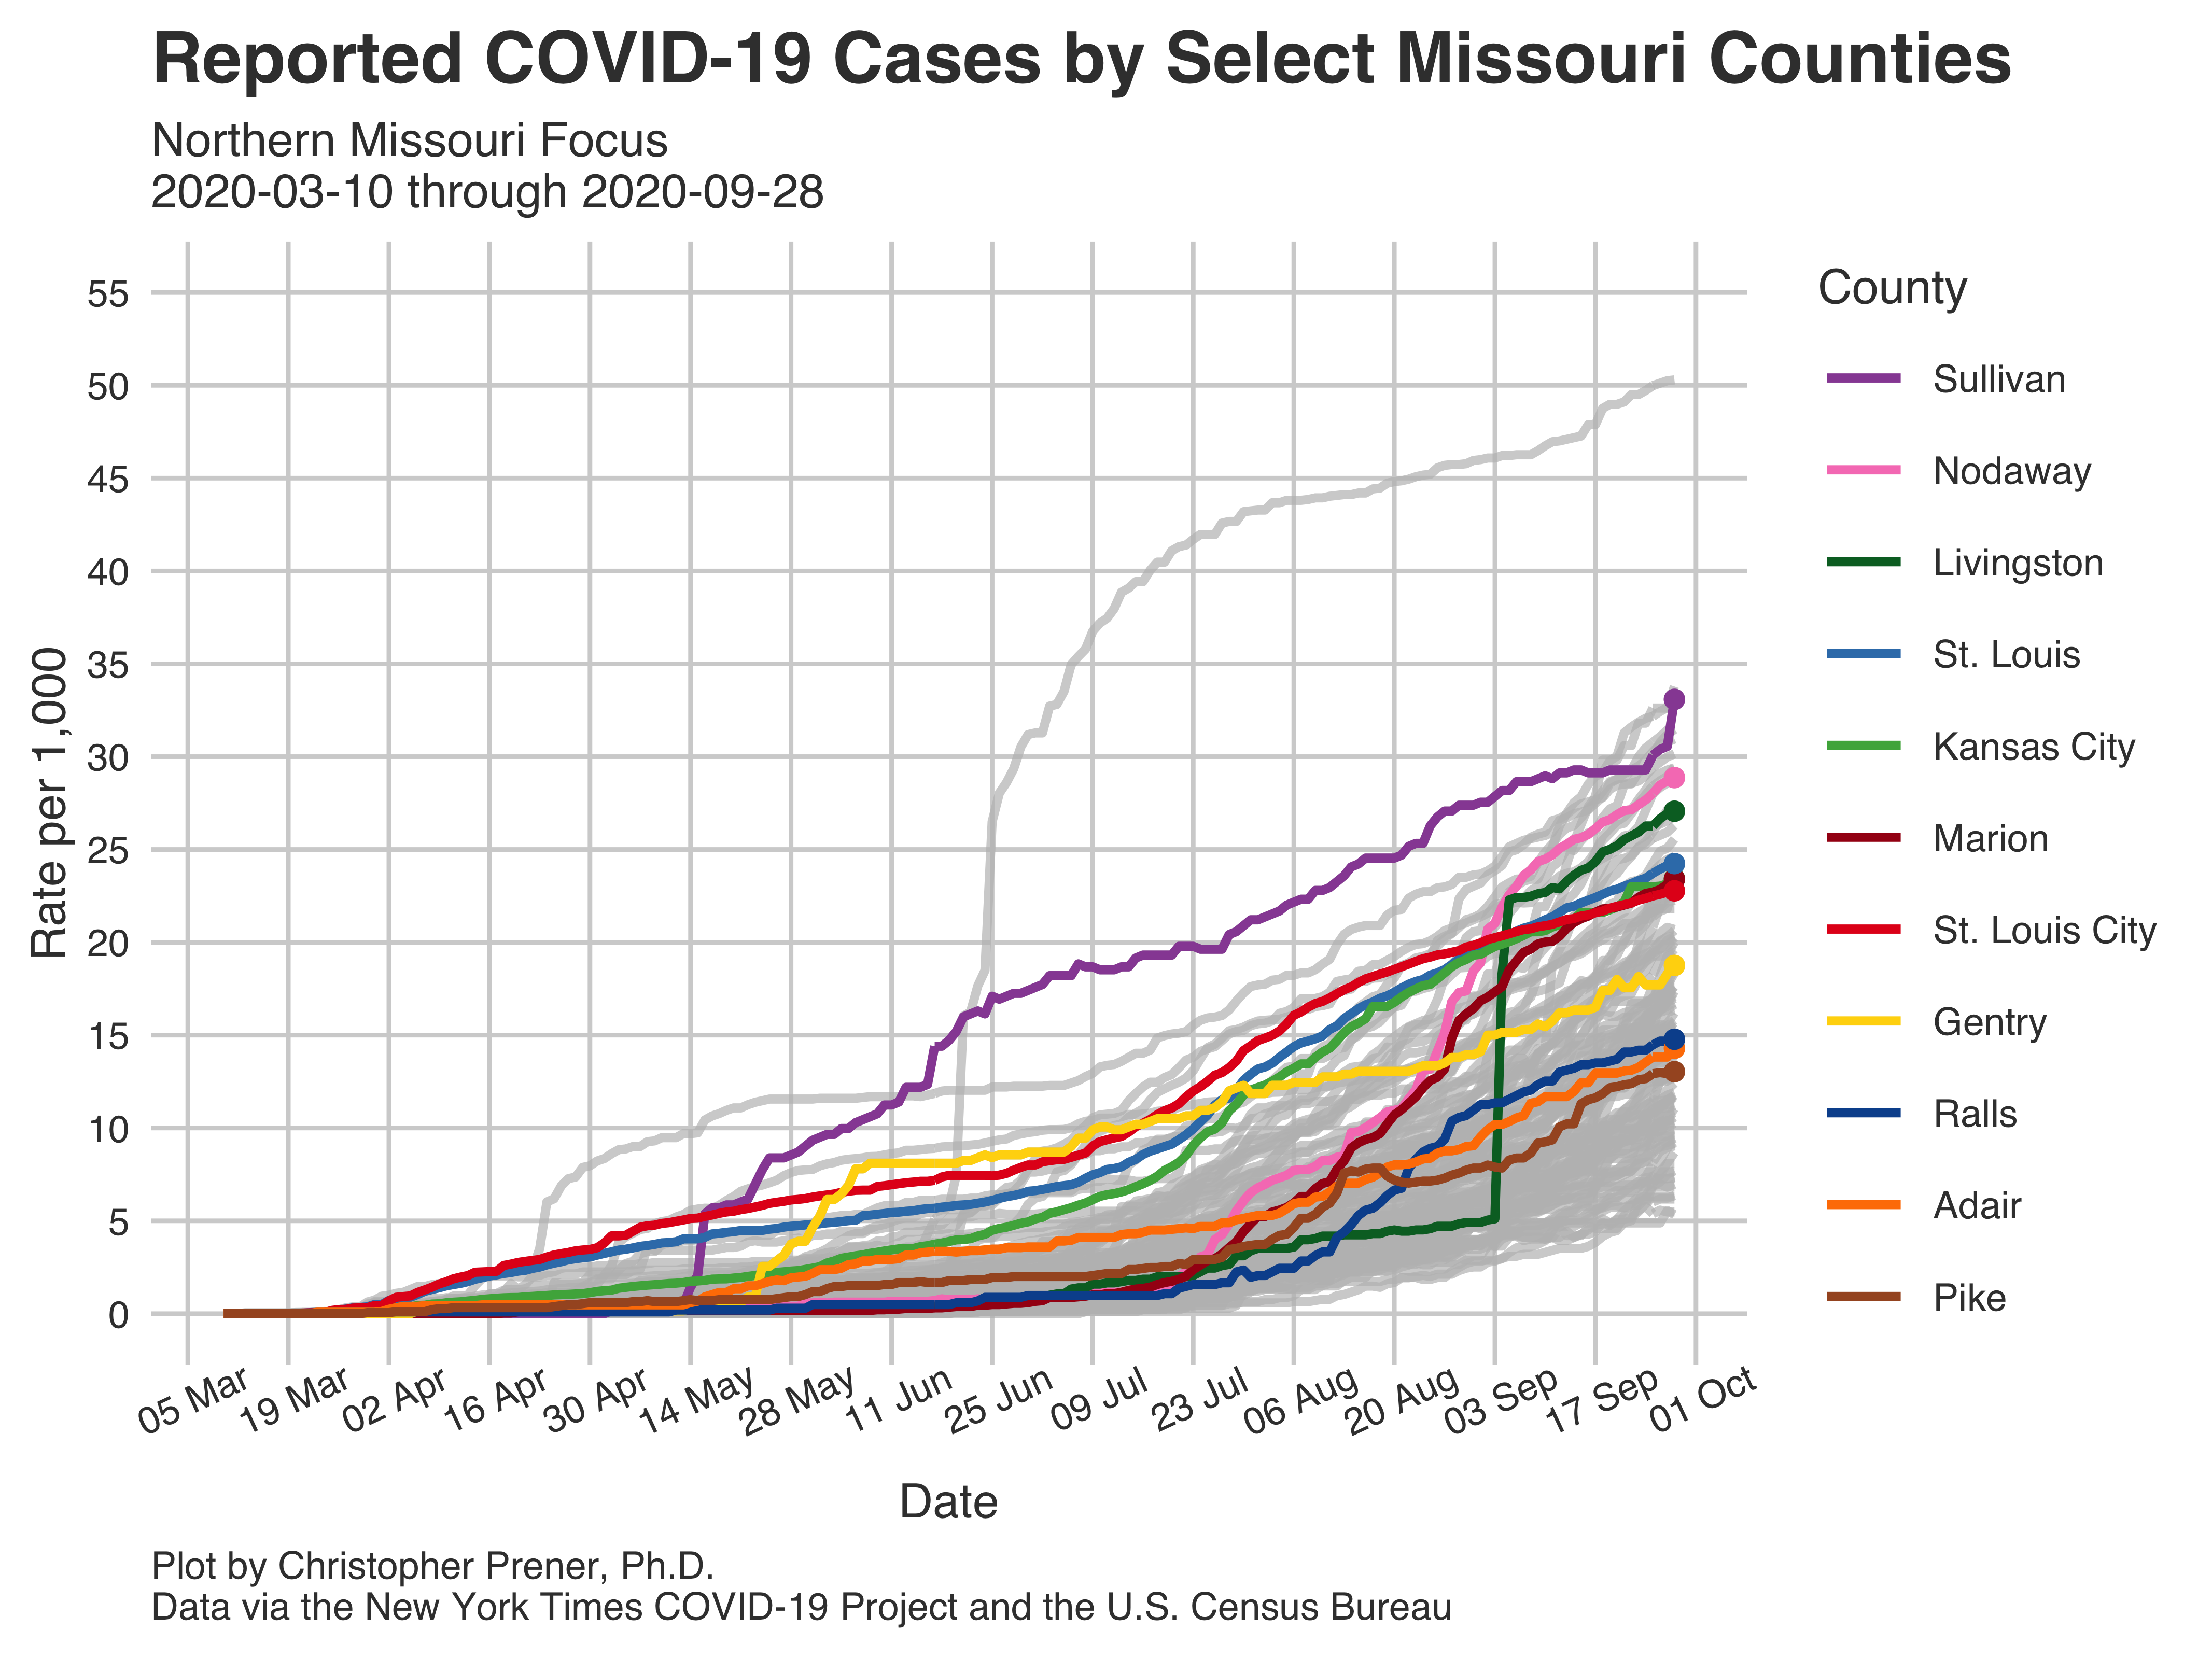 Reported COVID-19 Cases by Select Missouri Counties
Northern Missouri Focus
2020-03-10 through 2020-09-28
Rate per 1,000
55
50
45
40
35
30
25
20
15
10
5
0
05 Mar
19 Mar
02 Apr
16 Apr
30 Apr
14 May
28 May
11 Jun
25 Jun
09 Jul
23 Jul
06 Aug
20 Aug
03 Sep
17 Sep
01 Oct
Date
County
Sullivan
Nodaway
Livingston
St. Louis
Kansas City
Marion
St. Louis City
Gentry
Ralls
Adair
Pike
Plot by Christopher Prener, Ph.D.
Data via the New York Times COVID-19 Project and the U.S. Census Bureau